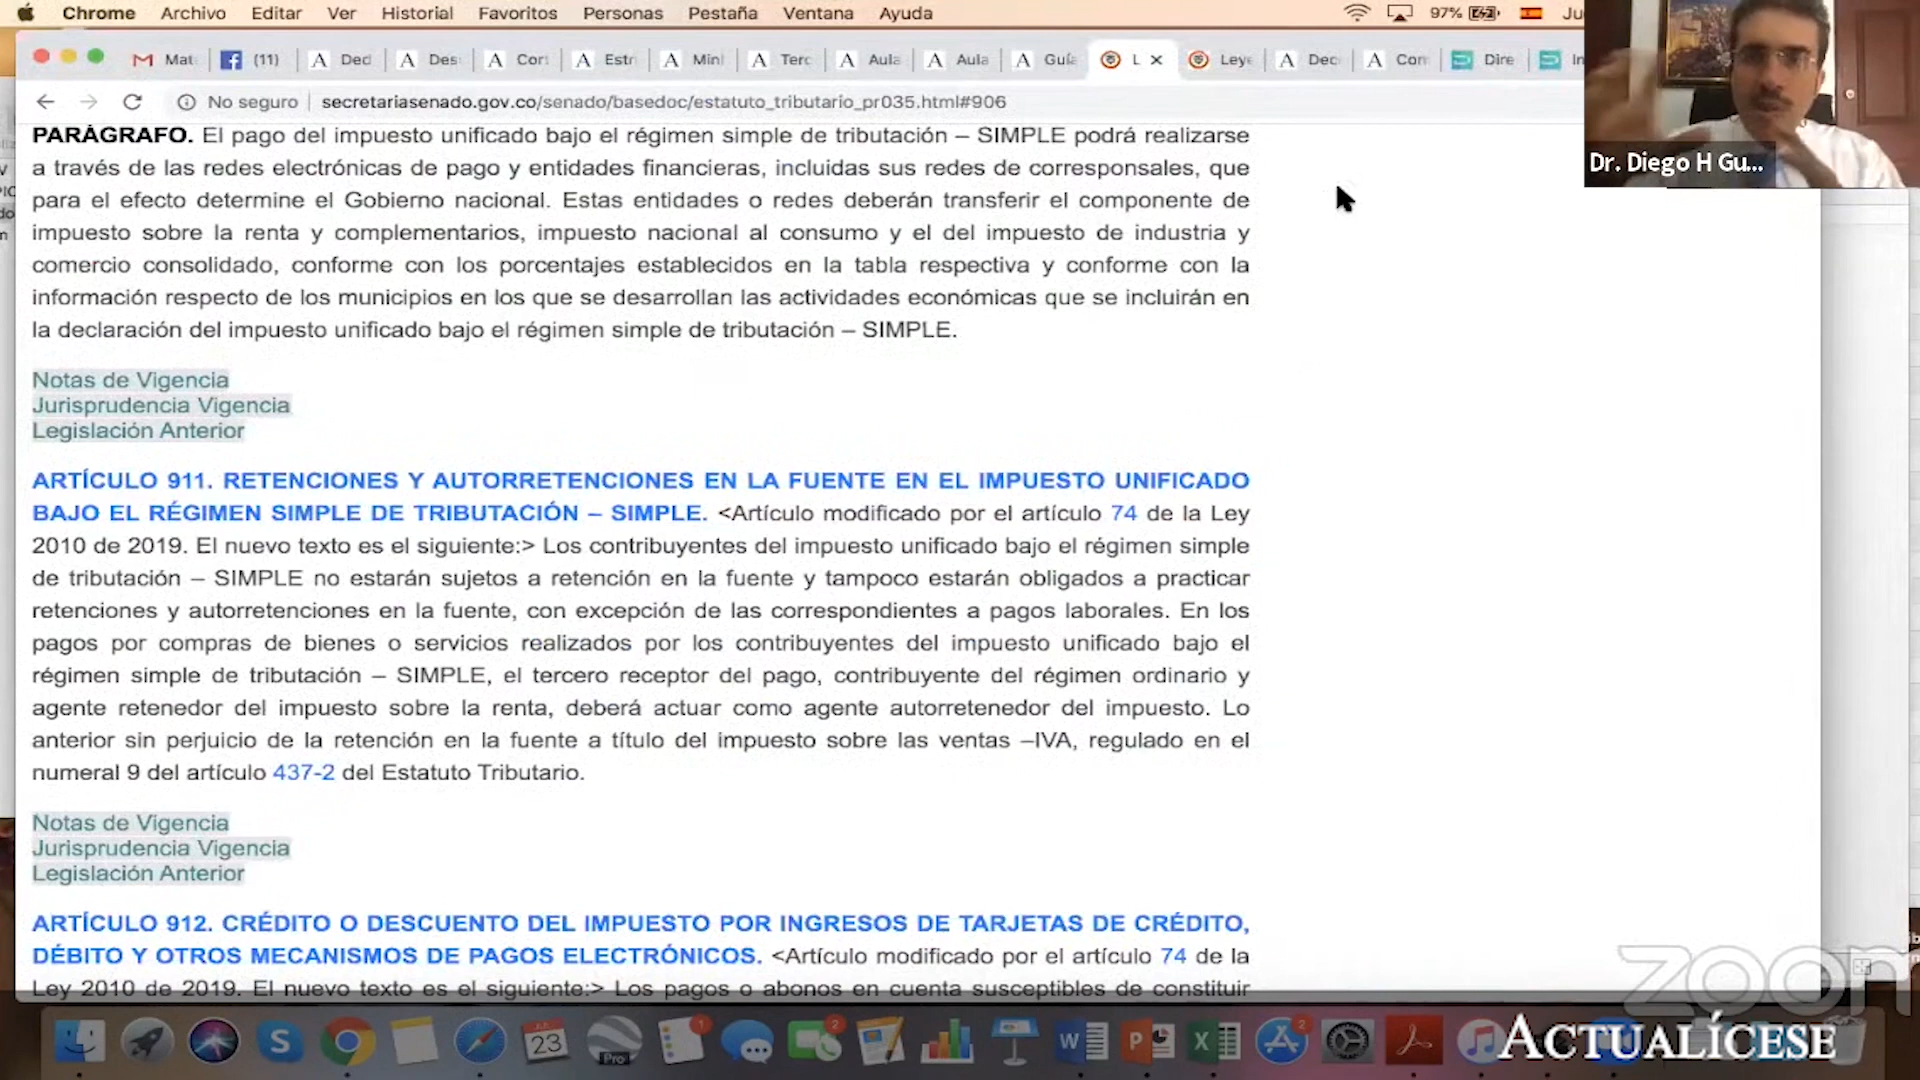 Chrome Archivo Editar Ver Historial Favoritos Personas Pestaña Ventana Ayuda 97%
(11) Ded Des Mini Terc Aula Aula Guía L Leye Dec Dire
No seguro secretariasenado.gov.co/senado/basedoc/estatuto_tributario_pr035.html#906
Dr. Diego H Gu...
PARÁGRAFO. El pago del impuesto unificado bajo el régimen simple de tributación – SIMPLE podrá realizarse
a través de las redes electrónicas de pago y entidades financieras, incluidas sus redes de corresponsales, que
para el efecto determine el Gobierno nacional. Estas entidades o redes deberán transferir el componente de
impuesto sobre la renta y complementarios, impuesto nacional al consumo y el del impuesto de industria y
comercio consolidado, conforme con los porcentajes establecidos en la tabla respectiva y conforme con la
información respecto de los municipios en los que se desarrollan las actividades económicas que se incluirán en
la declaración del impuesto unificado bajo el régimen simple de tributación – SIMPLE.
Notas de Vigencia
Jurisprudencia Vigencia
Legislación Anterior
ARTÍCULO 911. RETENCIONES Y AUTORRETENCIONES EN LA FUENTE EN EL IMPUESTO UNIFICADO
BAJO EL RÉGIMEN SIMPLE DE TRIBUTACIÓN – SIMPLE. <Artículo modificado por el artículo 74 de la Ley
2010 de 2019. El nuevo texto es el siguiente:> Los contribuyentes del impuesto unificado bajo el régimen simple
de tributación – SIMPLE no estarán sujetos a retención en la fuente y tampoco estarán obligados a practicar
retenciones y autorretenciones en la fuente, con excepción de las correspondientes a pagos laborales. En los
pagos por compras de bienes o servicios realizados por los contribuyentes del impuesto unificado bajo el
régimen simple de tributación – SIMPLE, el tercero receptor del pago, contribuyente del régimen ordinario y
agente retenedor del impuesto sobre la renta, deberá actuar como agente autorretenedor del impuesto. Lo
anterior sin perjuicio de la retención en la fuente a título del impuesto sobre las ventas –IVA, regulado en el
numeral 9 del artículo 437-2 del Estatuto Tributario.
Notas de Vigencia
Jurisprudencia Vigencia
Legislación Anterior
ARTÍCULO 912. CRÉDITO O DESCUENTO DEL IMPUESTO POR INGRESOS DE TARJETAS DE CRÉDITO,
DÉBITO Y OTROS MECANISMOS DE PAGOS ELECTRÓNICOS. <Artículo modificado por el artículo 74 de la
Ley 2010 de 2019. El nuevo texto es el siguiente:> Los pagos o abonos en cuenta susceptibles de constituir
zoom
23
Pro
ACTUALÍCESE